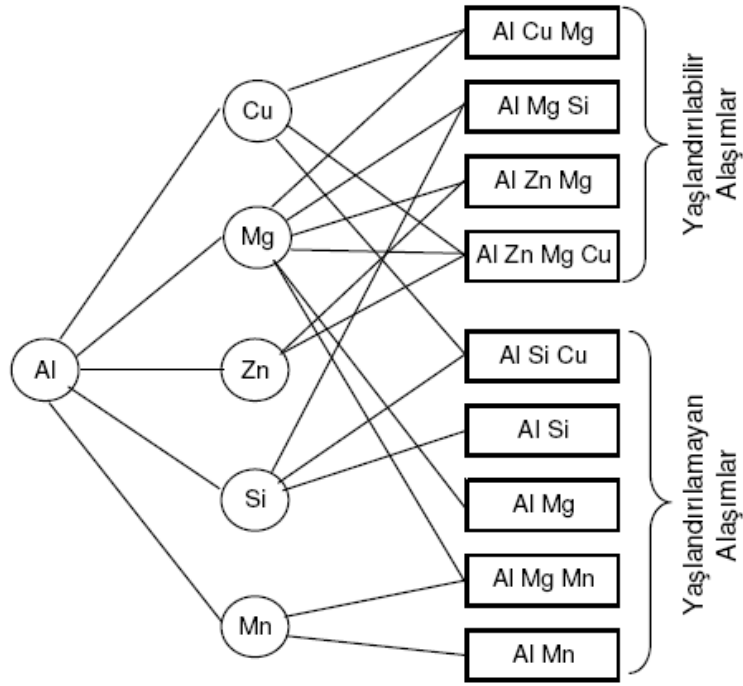 Al
Cu
Mg
Zn
Si
Mn
Al Cu Mg
Al Mg Si
Al Zn Mg
Al Zn Mg Cu
Yaşlandırılabilir
Alaşımlar
Al Si Cu
Al Si
Al Mg
Al Mg Mn
Al Mn
Yaşlandırılamayan
Alaşımlar